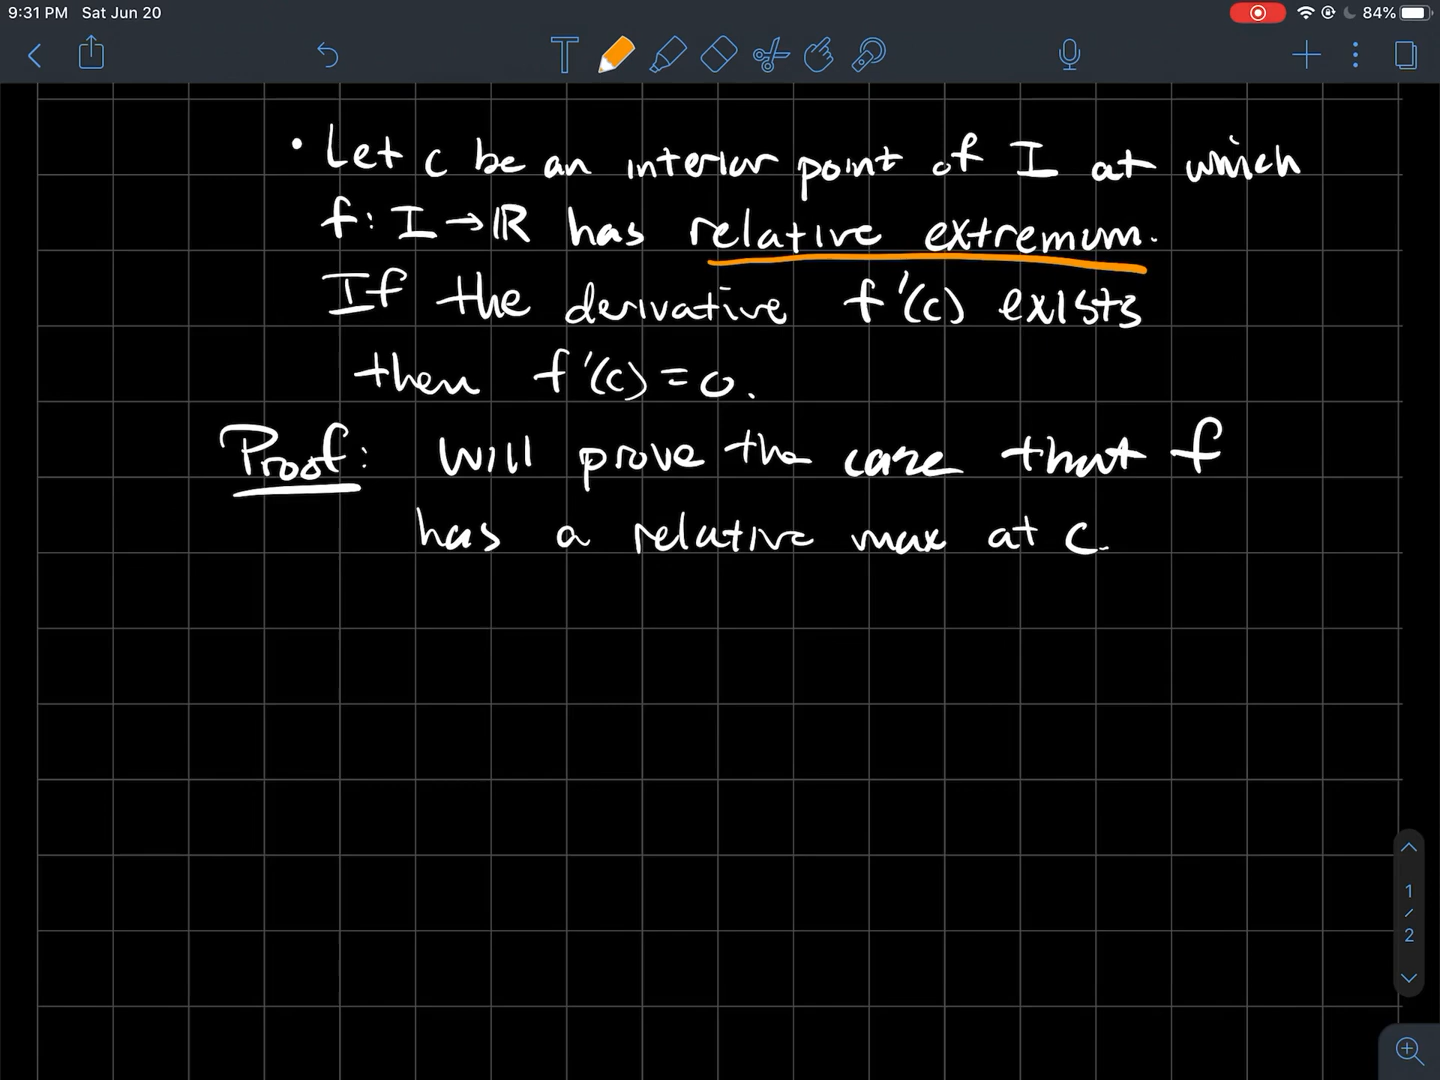 9:31 PM Sat Jun 20
84%
• Let c be an interior point of I at which
f: I → ℝ has relative extremum.
If the derivative f'(c) exists
then f'(c) = 0.
Proof: Will prove the case that f
has a relative max at c.
1
/
2